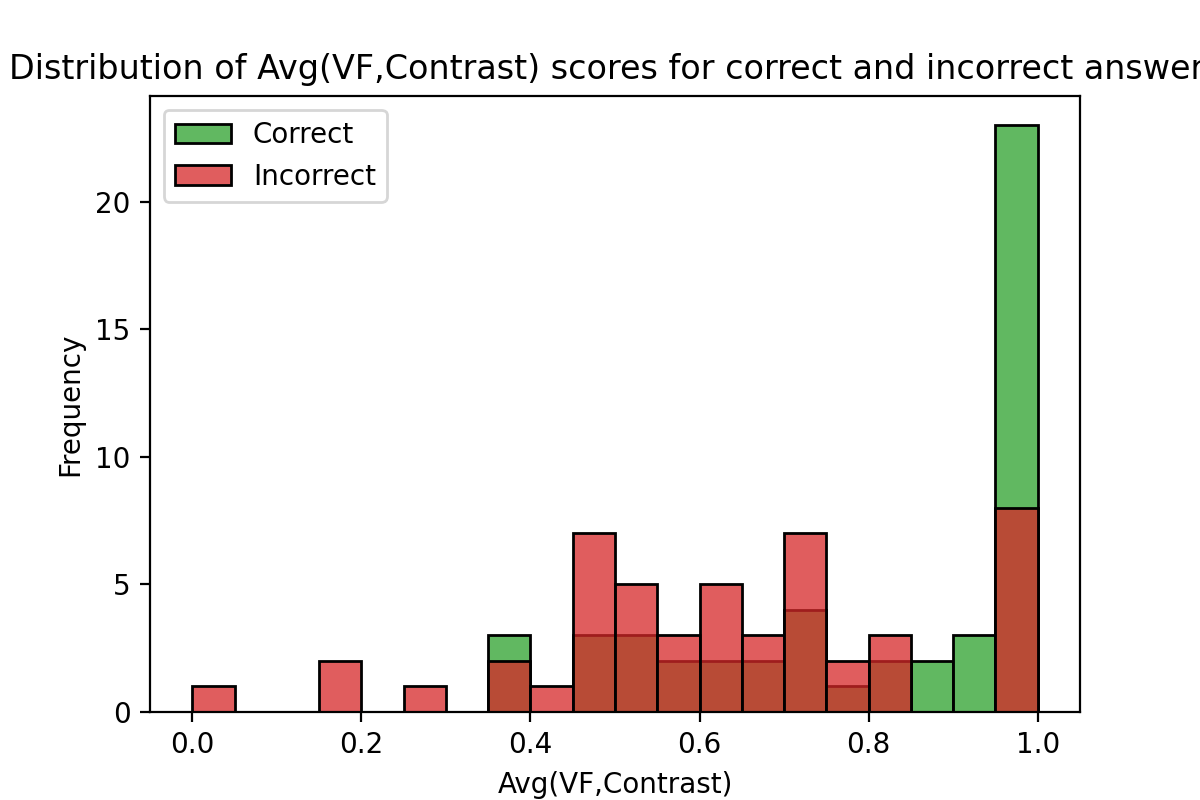 Distribution of Avg(VF,Contrast) scores for correct and incorrect answer
Correct
Incorrect
Frequency
20
15
10
5
0
0.0 0.2 0.4 0.6 0.8 1.0
Avg(VF,Contrast)